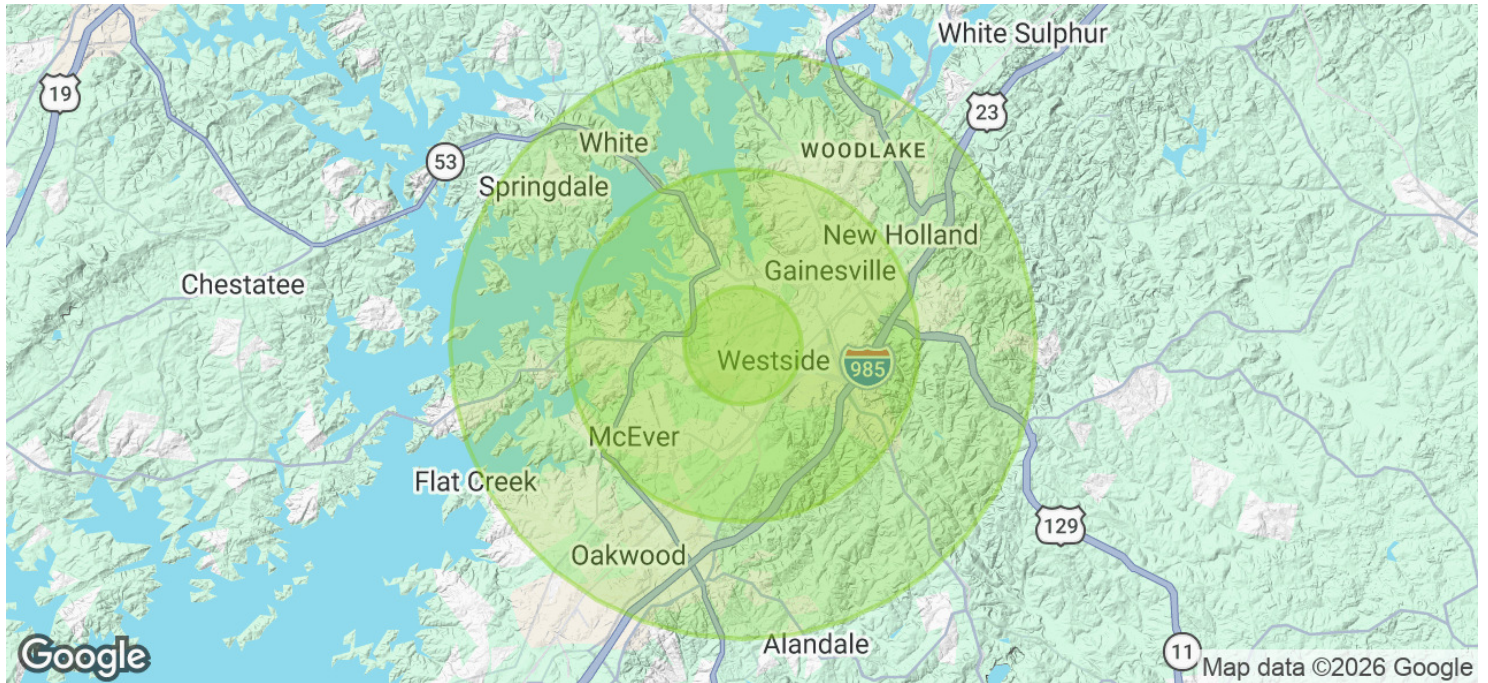 White Sulphur
19
23
White
WOODLAKE
53
Springdale
New Holland
Gainesville
Chestatee
Westside
985
McEver
Flat Creek
129
Oakwood
Alandale
11
Google
Map data ©2026 Google